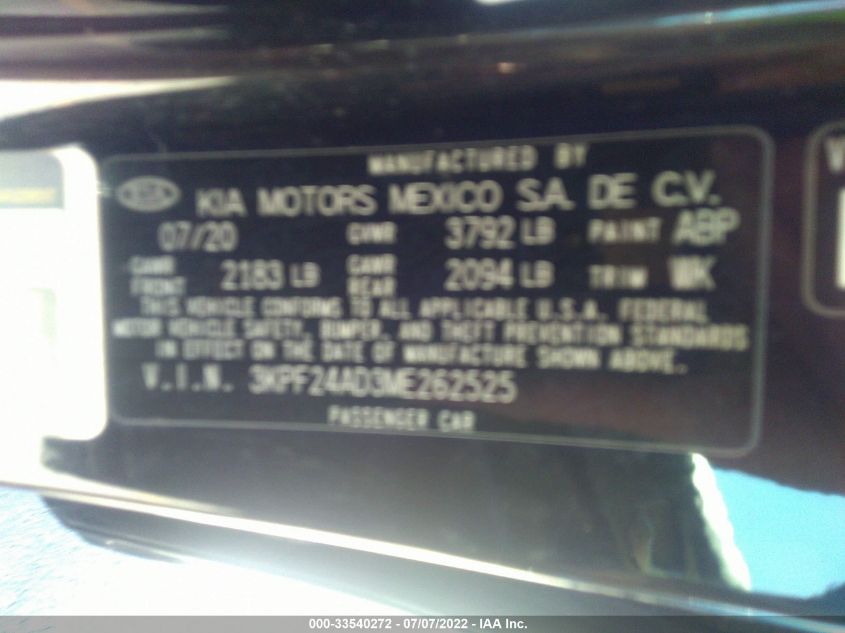 MANUFACTURED BY
KIA KIA MOTORS MEXICO S.A. DE C.V.
07/20 GVWR 3792 LB PAINT ABP
GAWR FRONT 2183 LB GAWR REAR 2094 LB TRIM WK
THIS VEHICLE CONFORMS TO ALL APPLICABLE U.S.A. FEDERAL
MOTOR VEHICLE SAFETY, BUMPER, AND THEFT PREVENTION STANDARDS
IN EFFECT ON THE DATE OF MANUFACTURE SHOWN ABOVE.
V.I.N. 3KPF24AD3ME262525
PASSENGER CAR
V
000-33540272 - 07/07/2022 - IAA Inc.